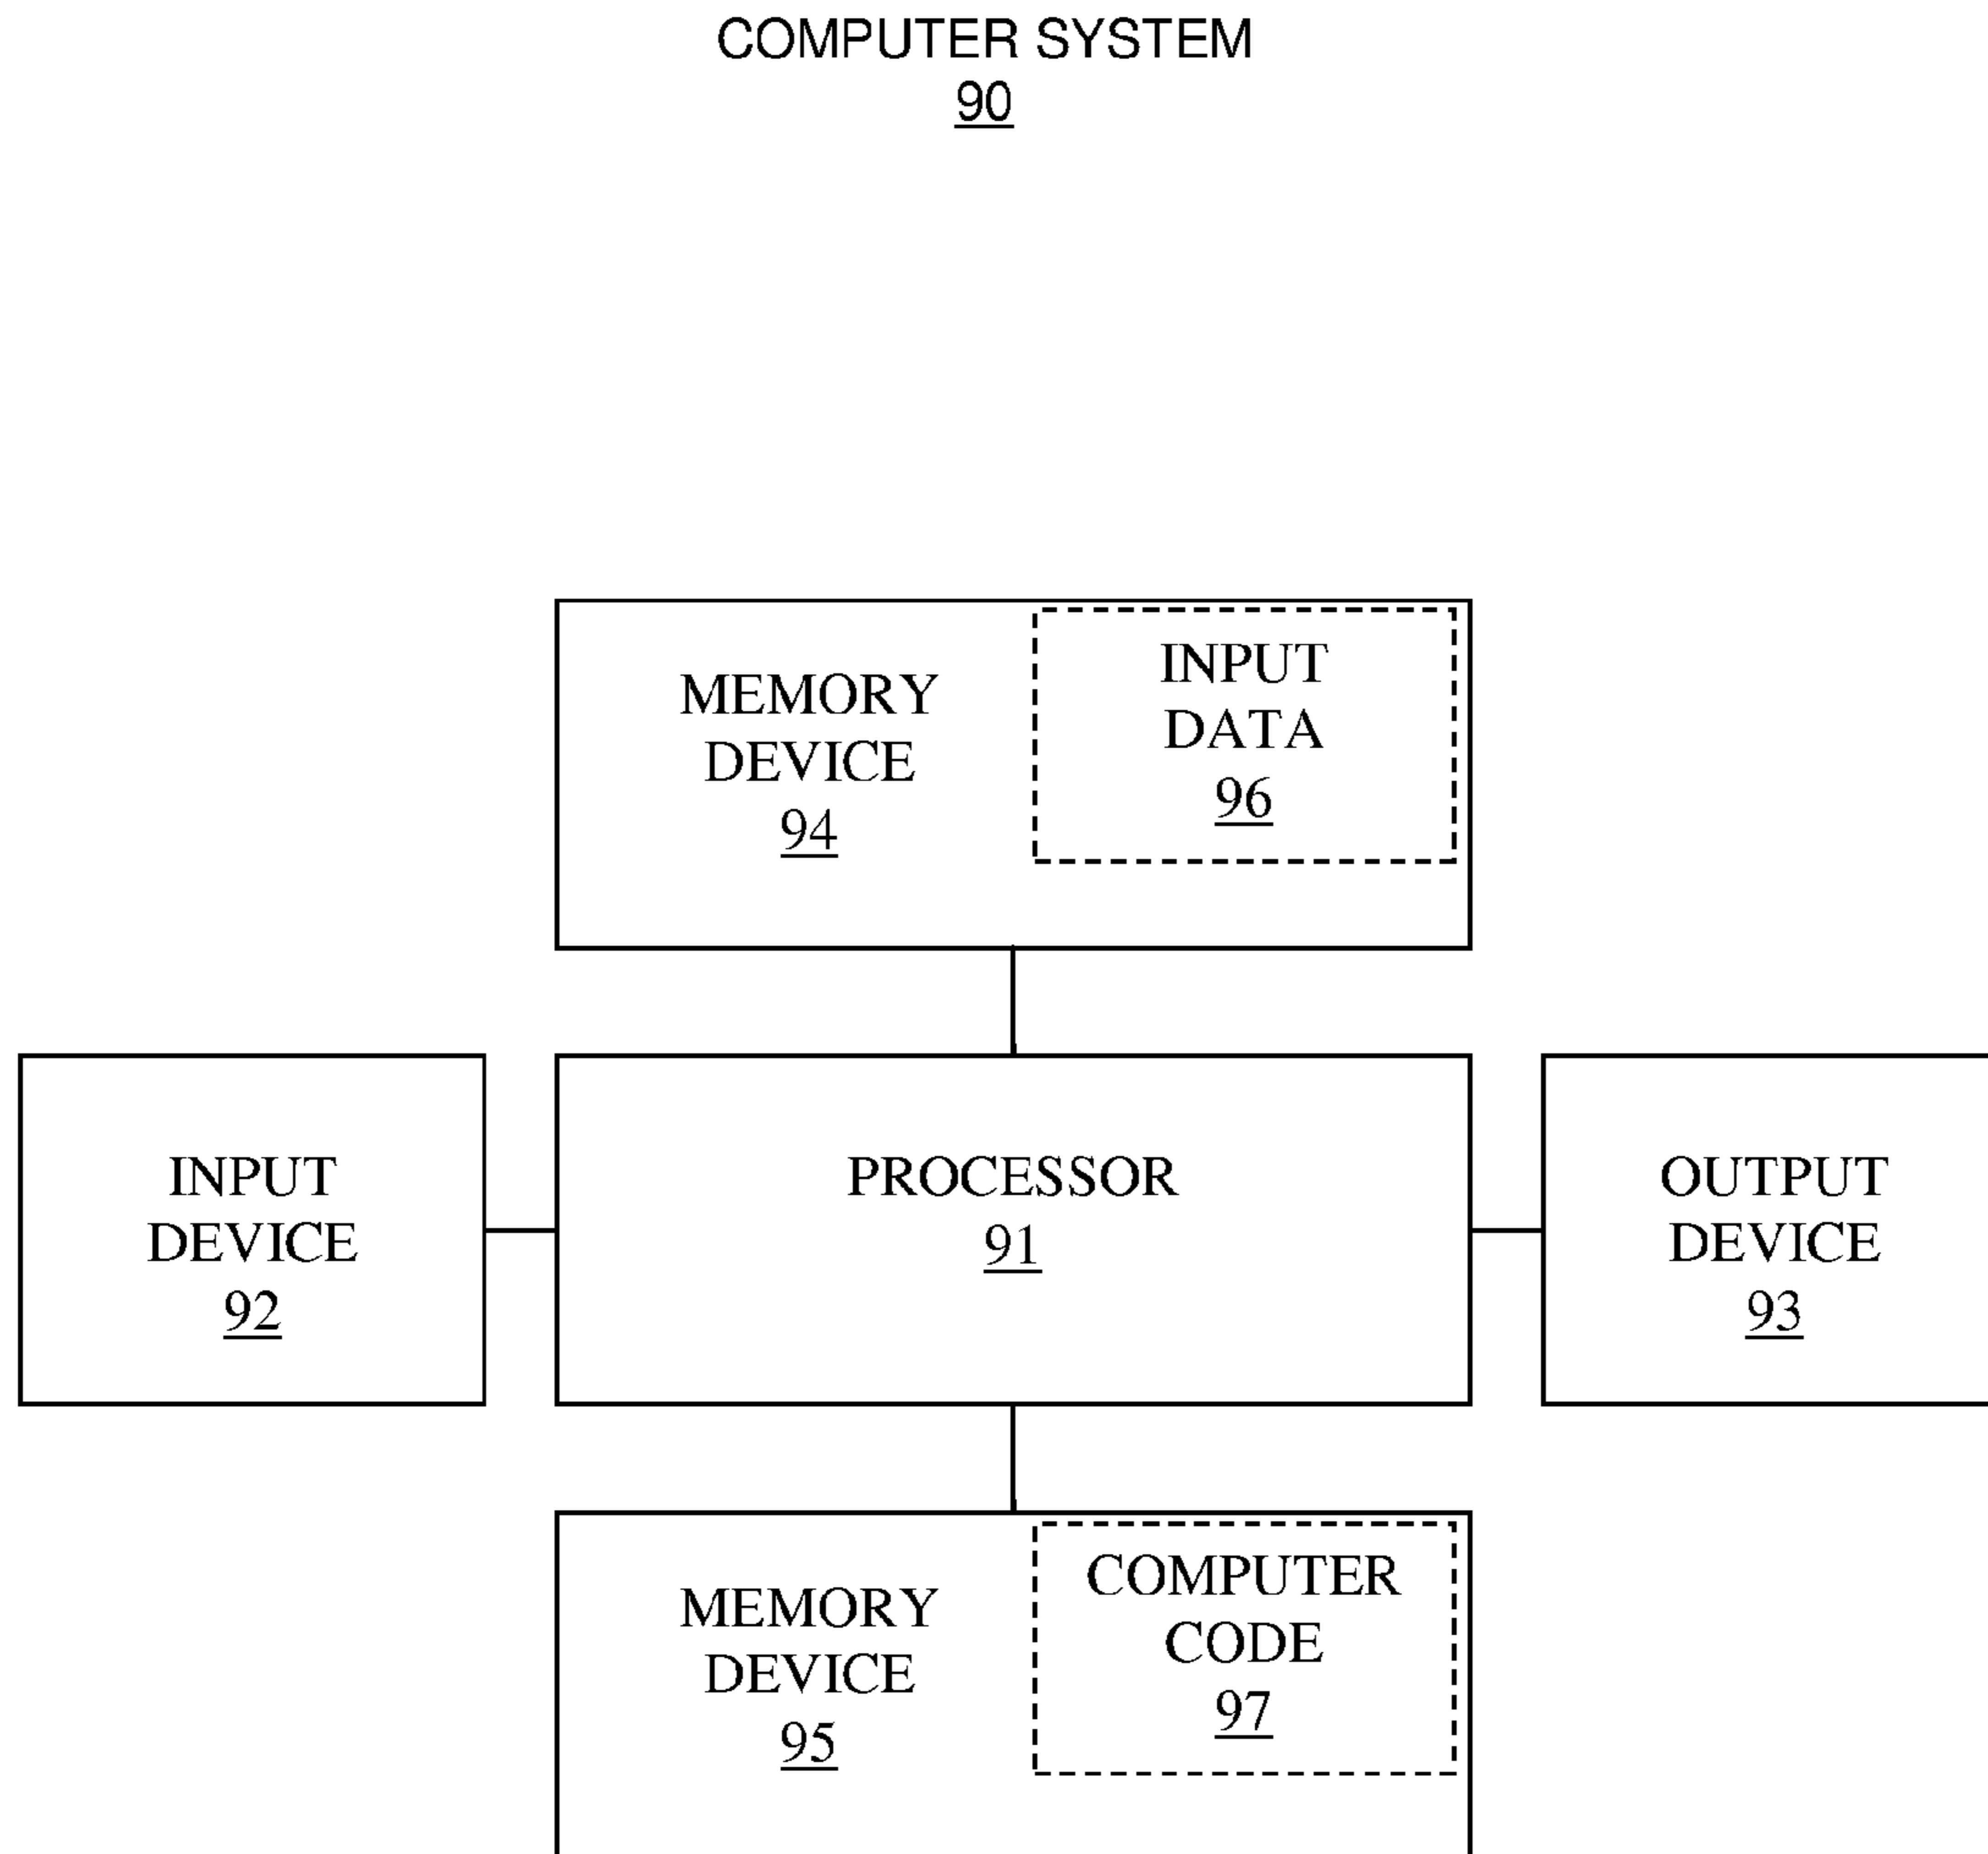 COMPUTER SYSTEM
90
MEMORY
DEVICE
94
INPUT
DATA
96
INPUT
DEVICE
92
PROCESSOR
91
OUTPUT
DEVICE
93
MEMORY
DEVICE
95
COMPUTER
CODE
97